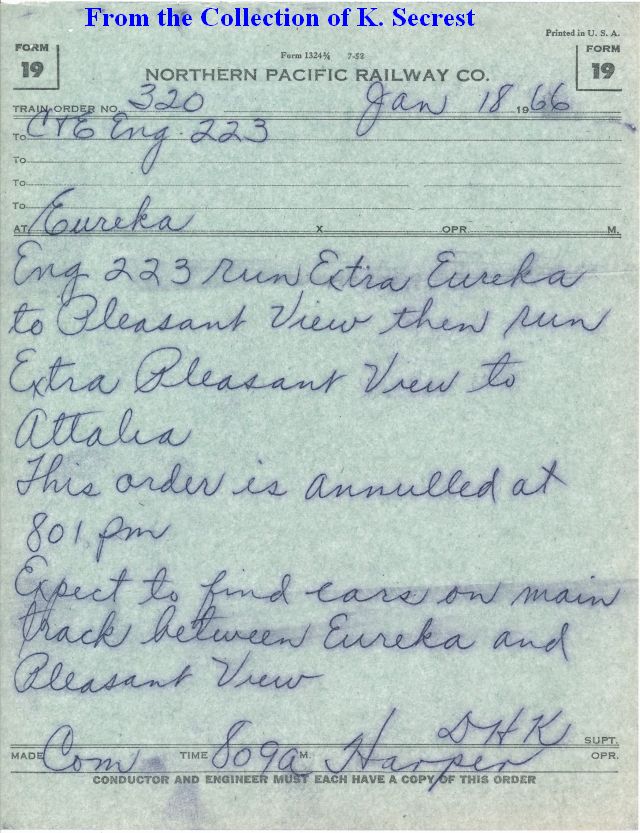 From the Collection of K. Secrest
Printed in U. S. A.
FORM 19
Form 1324¾ 7-52
FORM 19
NORTHERN PACIFIC RAILWAY CO.
TRAIN ORDER NO. 320 Jan 18 1966
To C&E Eng. 223
To
To
To
AT Eureka X OPR. M.
Eng 223 run Extra Eureka
to Pleasant View then run
Extra Pleasant View to
Attalia
This order is annulled at
801 pm
Expect to find cars on main
track between Eureka and
Pleasant View
DHK SUPT.
MADE Com TIME 809a M. Harper OPR.
CONDUCTOR AND ENGINEER MUST EACH HAVE A COPY OF THIS ORDER